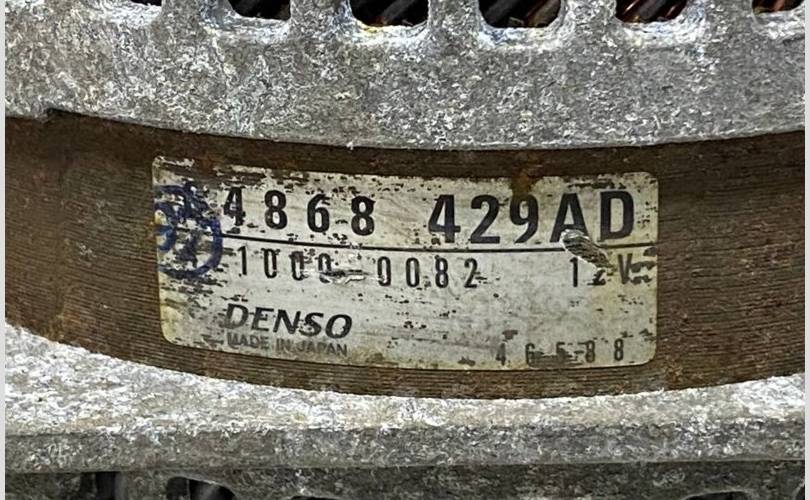 4868 429AD
1000-0082 12V
DENSO
MADE IN JAPAN
46588